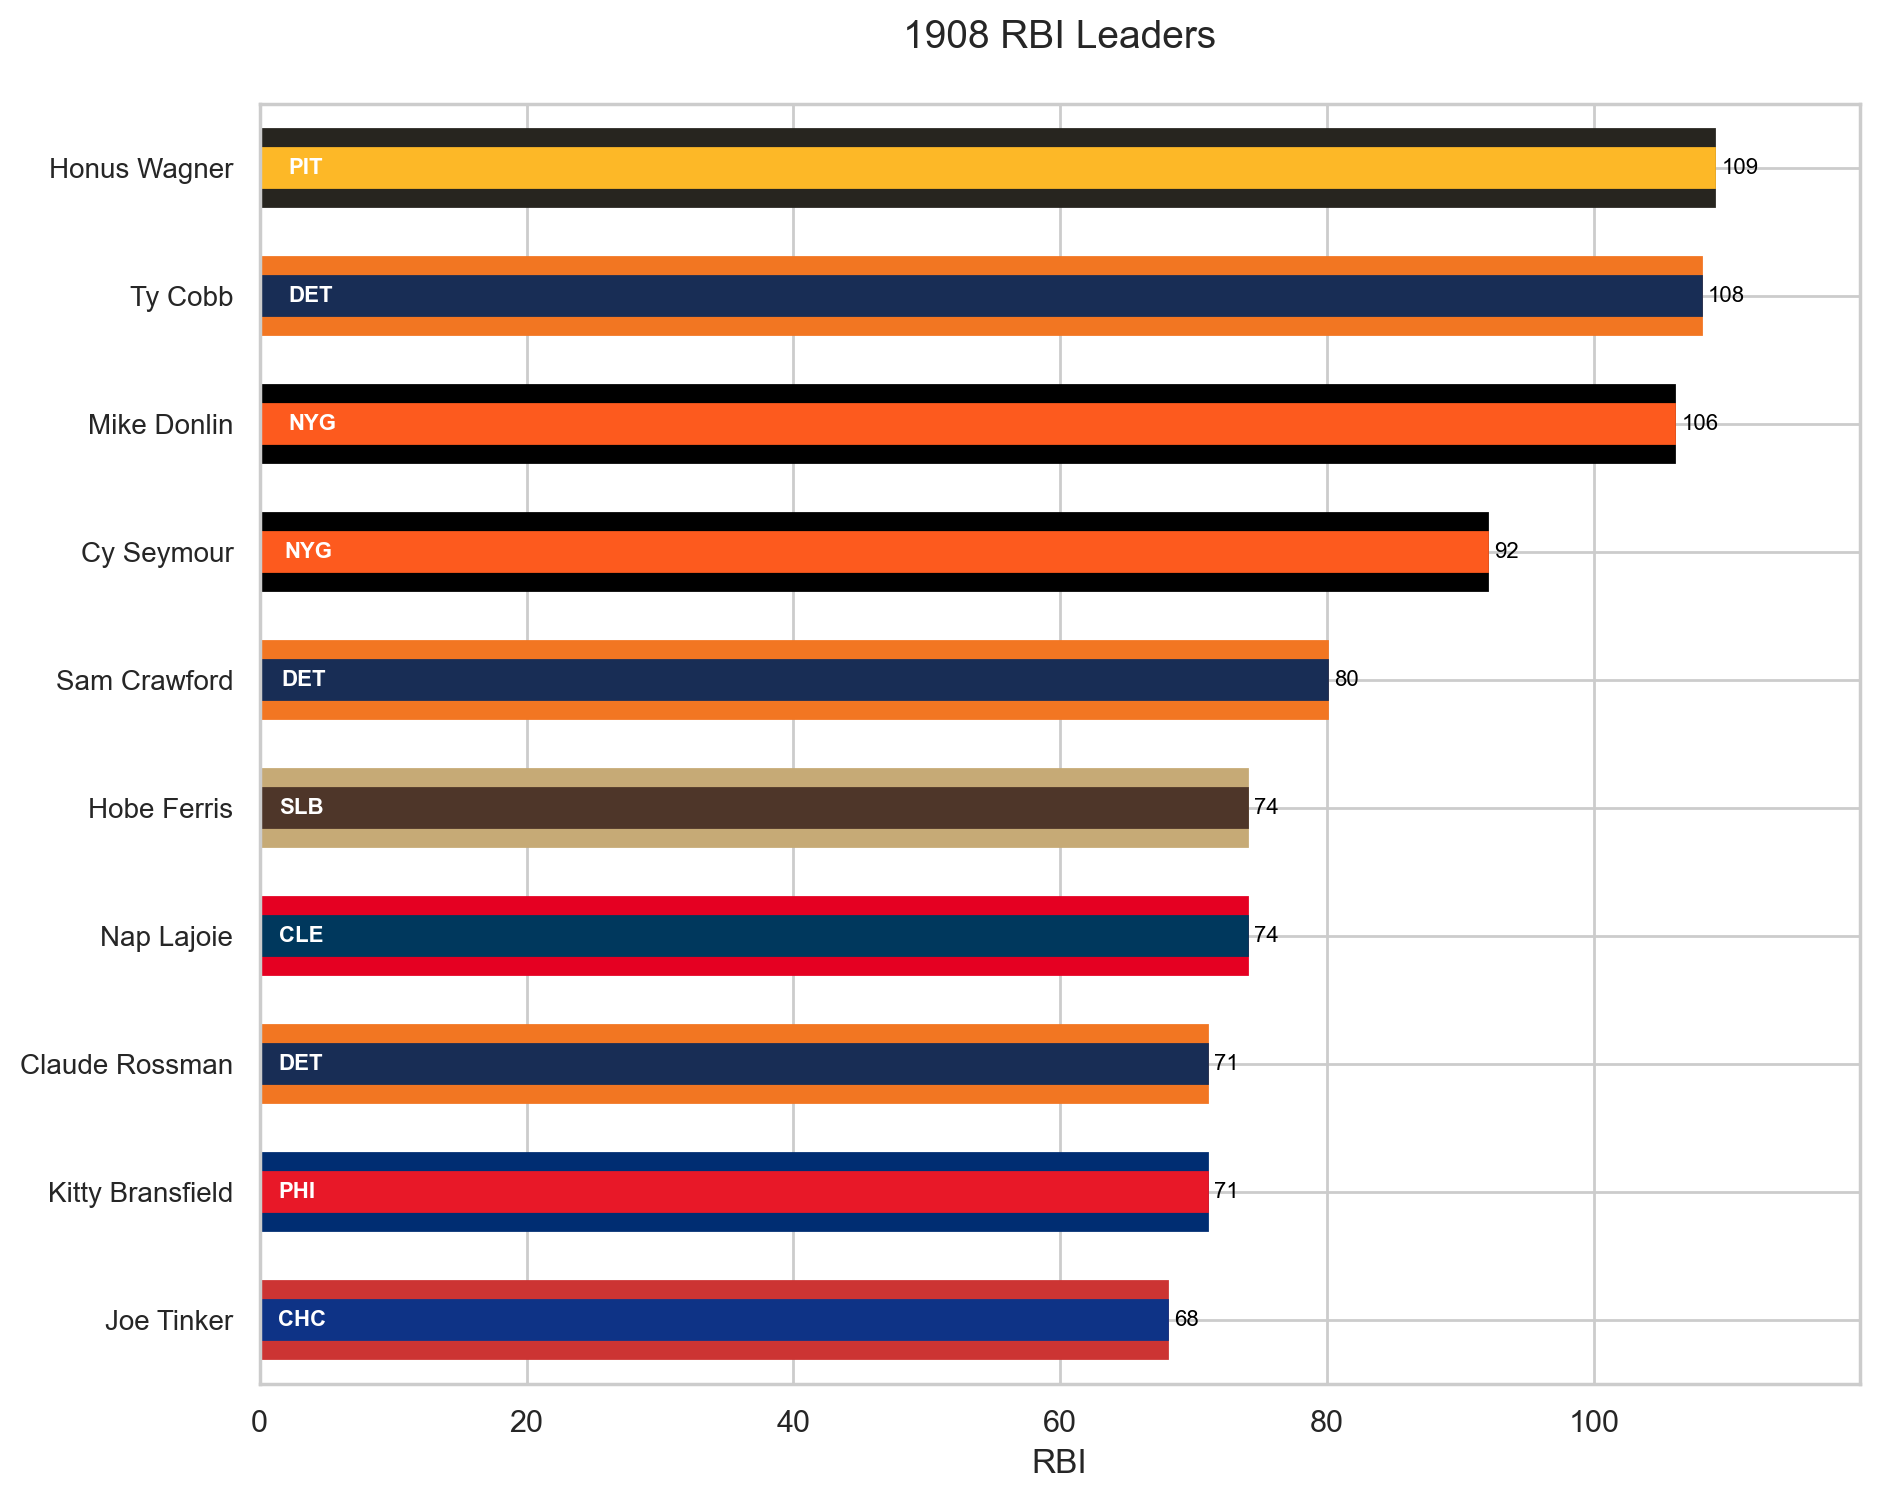 1908 RBI Leaders
Honus Wagner PIT 109
Ty Cobb DET 108
Mike Donlin NYG 106
Cy Seymour NYG 92
Sam Crawford DET 80
Hobe Ferris SLB 74
Nap Lajoie CLE 74
Claude Rossman DET 71
Kitty Bransfield PHI 71
Joe Tinker CHC 68
0 20 40 60 80 100
RBI